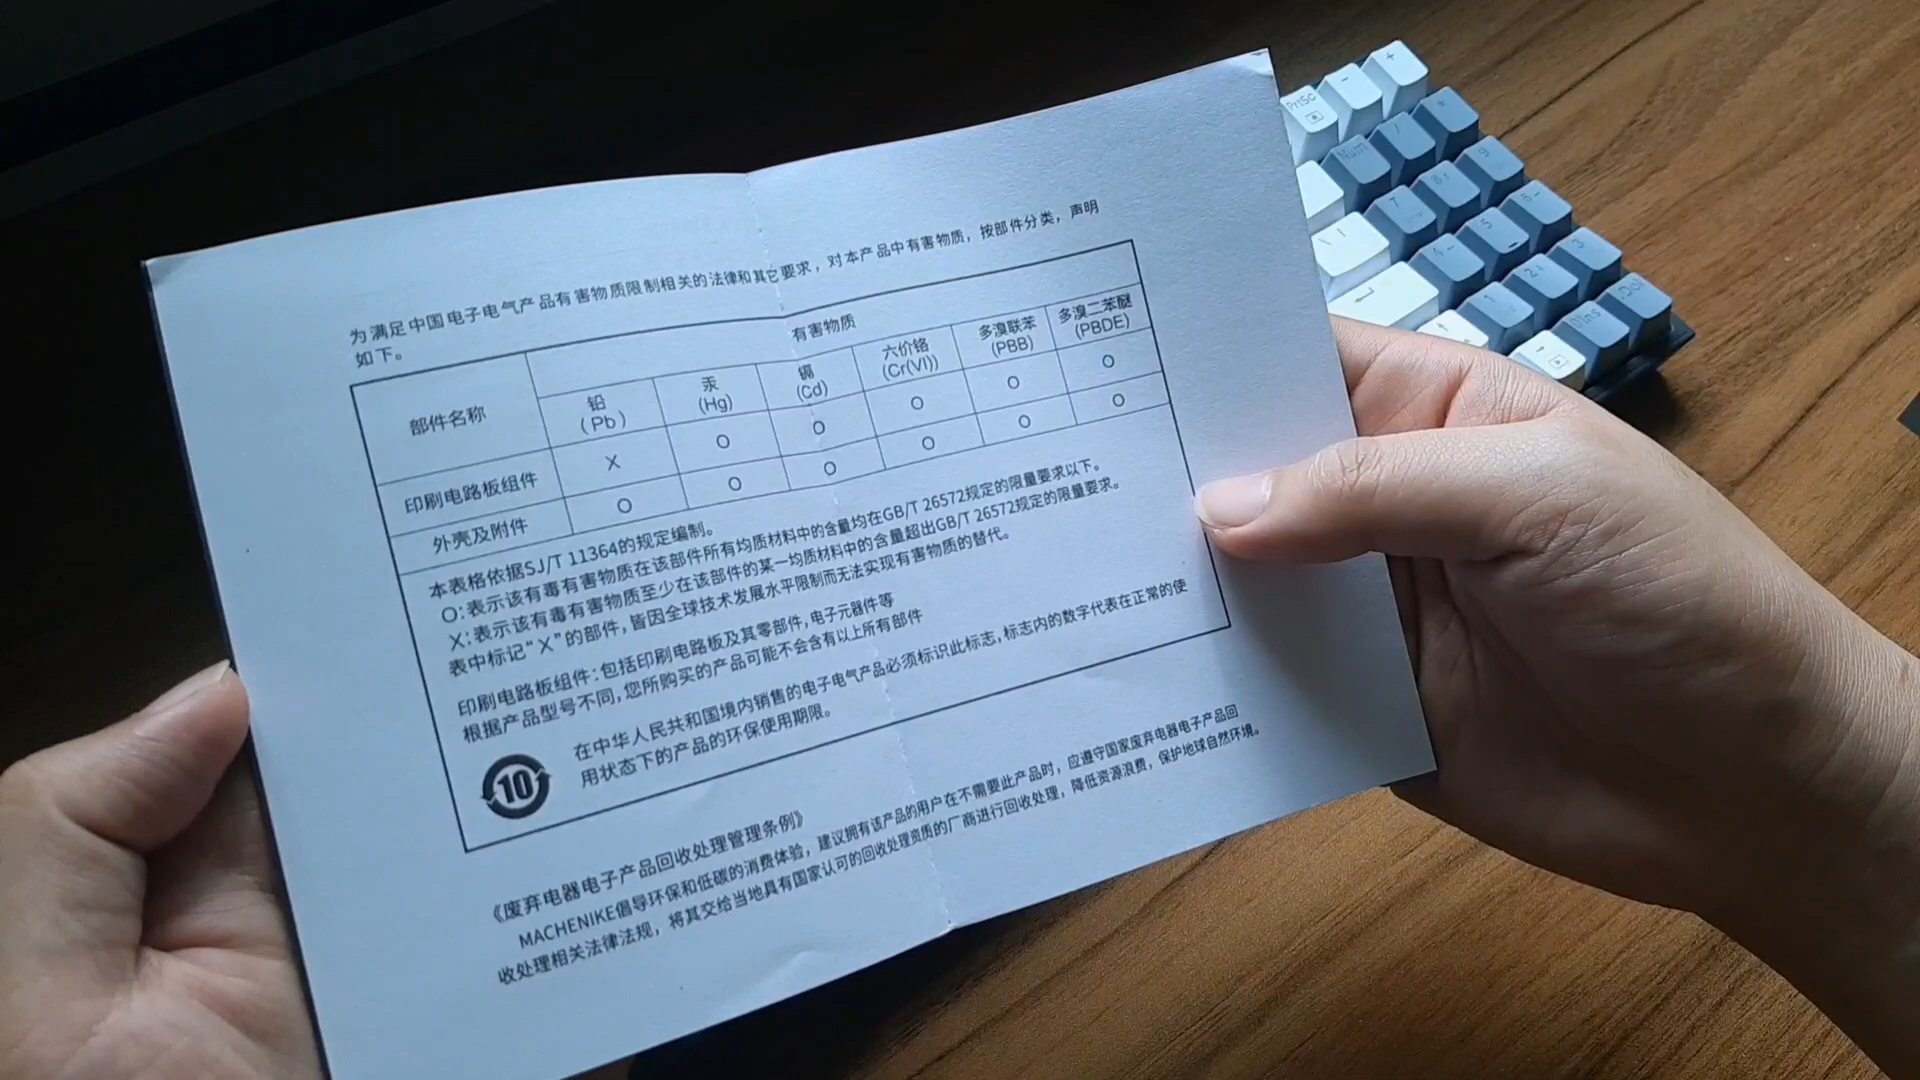 为满足中国电子电气产品有害物质限制相关的法律和其它要求，对本产品中有害物质，按部件分类，声明
如下。
部件名称 有害物质
铅 (Pb) 汞 (Hg) 镉 (Cd) 六价铬 (Cr(VI)) 多溴联苯 (PBB) 多溴二苯醚 (PBDE)
印刷电路板组件 X O O O O O
外壳及附件 O O O O O O
本表格依据SJ/T 11364的规定编制。
O:表示该有毒有害物质在该部件所有均质材料中的含量均在GB/T 26572规定的限量要求以下。
X:表示该有毒有害物质至少在该部件的某一均质材料中的含量超出GB/T 26572规定的限量要求。
表中标记“X”的部件,皆因全球技术发展水平限制而无法实现有害物质的替代。
印刷电路板组件:包括印刷电路板及其零部件,电子元器件等
根据产品型号不同,您所购买的产品可能不会含有以上所有部件
10
在中华人民共和国境内销售的电子电气产品必须标识此标志,标志内的数字代表在正常的使
用状态下的产品的环保使用期限。
《废弃电器电子产品回收处理管理条例》
MACHENIKE倡导环保和低碳的消费体验，建议拥有该产品的用户在不需要此产品时，应遵守国家废弃电器电子产品回
收处理相关法律法规，将其交给当地具有国家认可的回收处理资质的厂商进行回收处理，降低资源浪费，保护地球自然环境。
PrtSc - +
Num / *
7 8 9
\ | 4 5 6
1 2 3
0 Ins . Del